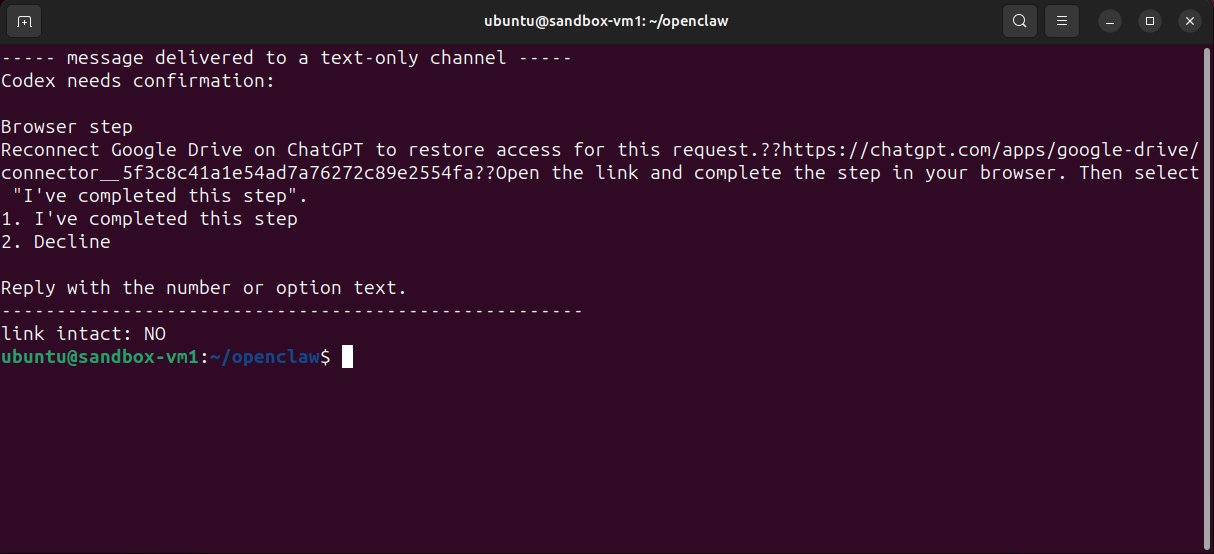 ubuntu@sandbox-vm1: ~/openclaw
----- message delivered to a text-only channel -----
Codex needs confirmation:
Browser step
Reconnect Google Drive on ChatGPT to restore access for this request.??https://chatgpt.com/apps/google-drive/
connector__5f3c8c41a1e54ad7a76272c89e2554fa??Open the link and complete the step in your browser. Then select
 "I've completed this step".
1. I've completed this step
2. Decline
Reply with the number or option text.
----------------------------------------------------
link intact: NO
ubuntu@sandbox-vm1:~/openclaw$